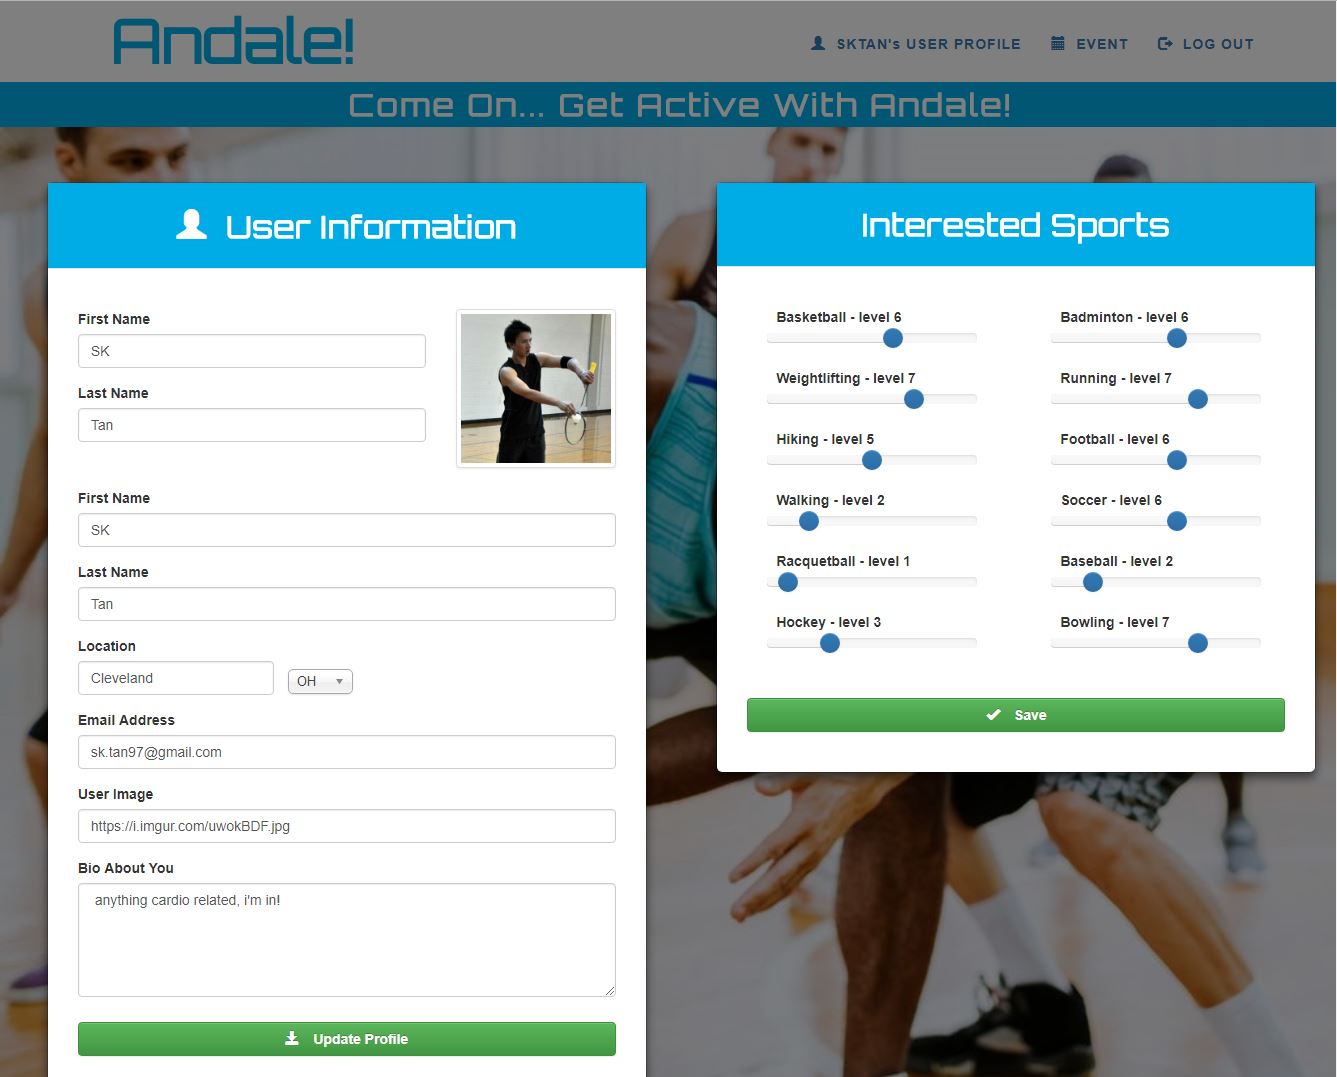 Andale!
SKTAN's USER PROFILE
EVENT
LOG OUT
Come On... Get Active With Andale!
User Information
First Name
SK
Last Name
Tan
First Name
SK
Last Name
Tan
Location
Cleveland
OH
Email Address
sk.tan97@gmail.com
User Image
https://i.imgur.com/uwokBDF.jpg
Bio About You
anything cardio related, i'm in!
Update Profile
Interested Sports
Basketball - level 6
Badminton - level 6
Weightlifting - level 7
Running - level 7
Hiking - level 5
Football - level 6
Walking - level 2
Soccer - level 6
Racquetball - level 1
Baseball - level 2
Hockey - level 3
Bowling - level 7
Save